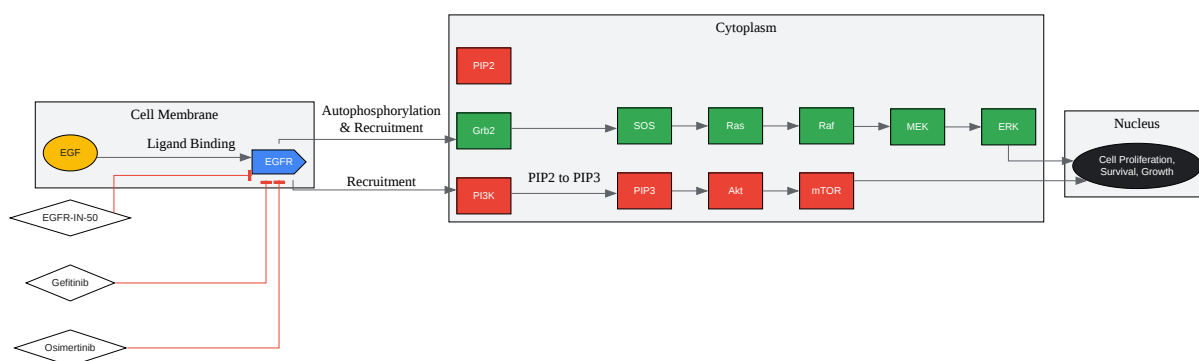 Cytoplasm
PIP2
Cell Membrane
Autophosphorylation
& Recruitment
Grb2
SOS
Ras
Raf
MEK
ERK
Nucleus
EGF
Ligand Binding
EGFR
Cell Proliferation,
Survival, Growth
Recruitment
PI3K
PIP2 to PIP3
PIP3
Akt
mTOR
EGFR-IN-50
Gefitinib
Osimertinib